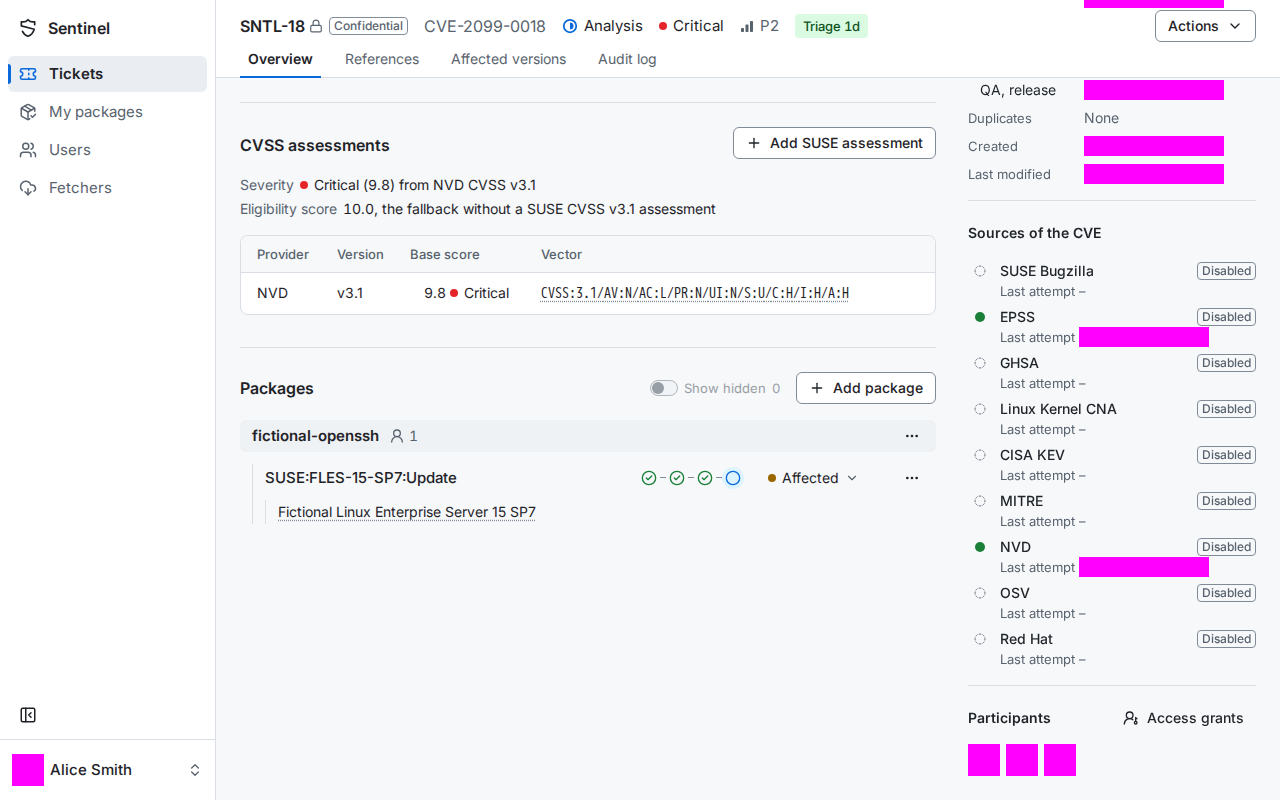 Sentinel
Tickets
My packages
Users
Fetchers
Alice Smith
SNTL-18 Confidential CVE-2099-0018 Analysis Critical P2 Triage 1d
Actions
Overview References Affected versions Audit log
CVSS assessments
Add SUSE assessment
Severity Critical (9.8) from NVD CVSS v3.1
Eligibility score 10.0, the fallback without a SUSE CVSS v3.1 assessment
Provider Version Base score Vector
NVD v3.1 9.8 Critical CVSS:3.1/AV:N/AC:L/PR:N/UI:N/S:U/C:H/I:H/A:H
Packages
Show hidden 0
Add package
fictional-openssh 1
SUSE:FLES-15-SP7:Update Affected
Fictional Linux Enterprise Server 15 SP7
QA, release
Duplicates None
Created
Last modified
Sources of the CVE
SUSE Bugzilla Disabled
Last attempt –
EPSS Disabled
Last attempt
GHSA Disabled
Last attempt –
Linux Kernel CNA Disabled
Last attempt –
CISA KEV Disabled
Last attempt –
MITRE Disabled
Last attempt –
NVD Disabled
Last attempt
OSV Disabled
Last attempt –
Red Hat Disabled
Last attempt –
Participants Access grants